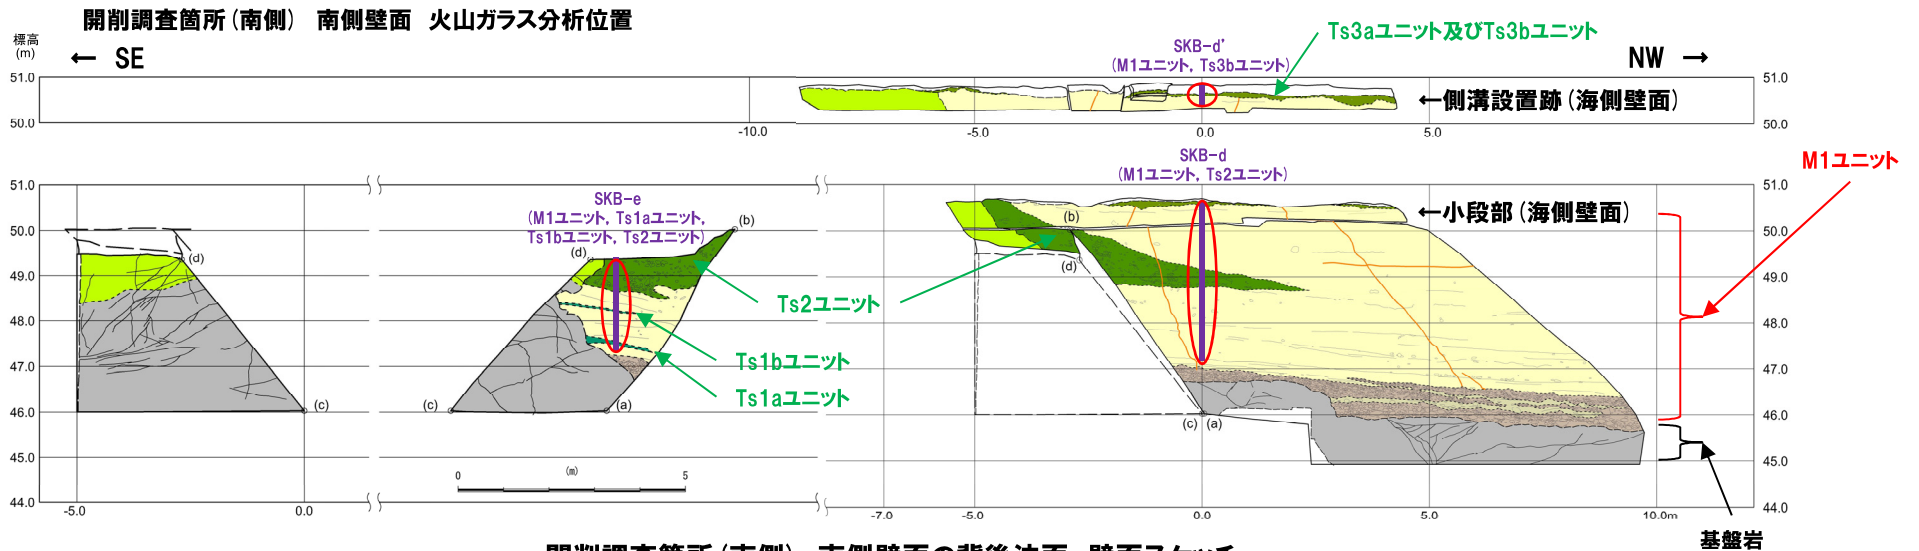 開削調査箇所(南側) 南側壁面 火山ガラス分析位置
標高
(m)
← SE
NW →
Ts3aユニット及びTs3bユニット
SKB-d'
(M1ユニット, Ts3bユニット)
51.0
50.0
51.0
50.0
←側溝設置跡(海側壁面)
-10.0
-5.0
0.0
5.0
M1ユニット
SKB-d
(M1ユニット, Ts2ユニット)
←小段部(海側壁面)
SKB-e
(M1ユニット, Ts1aユニット,
Ts1bユニット, Ts2ユニット)
51.0
50.0
49.0
48.0
47.0
46.0
45.0
44.0
(d)
(c)
(b)
(d)
(c)
(a)
(b)
(d)
(c)
(a)
Ts2ユニット
Ts1bユニット
Ts1aユニット
51.0
50.0
49.0
48.0
47.0
46.0
45.0
44.0
0
(m)
5
-5.0
0.0
-7.0
-5.0
0.0
5.0
10.0m
基盤岩